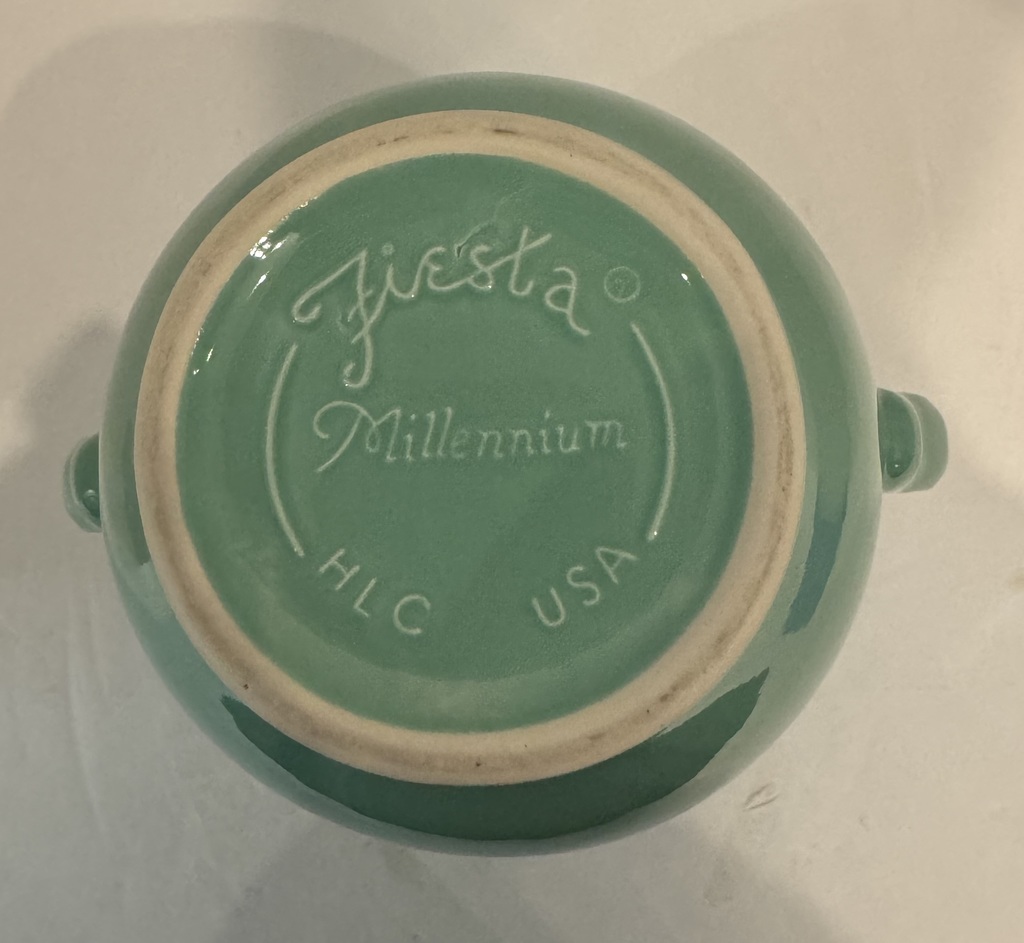 Fiesta ®
Millennium
HLC USA